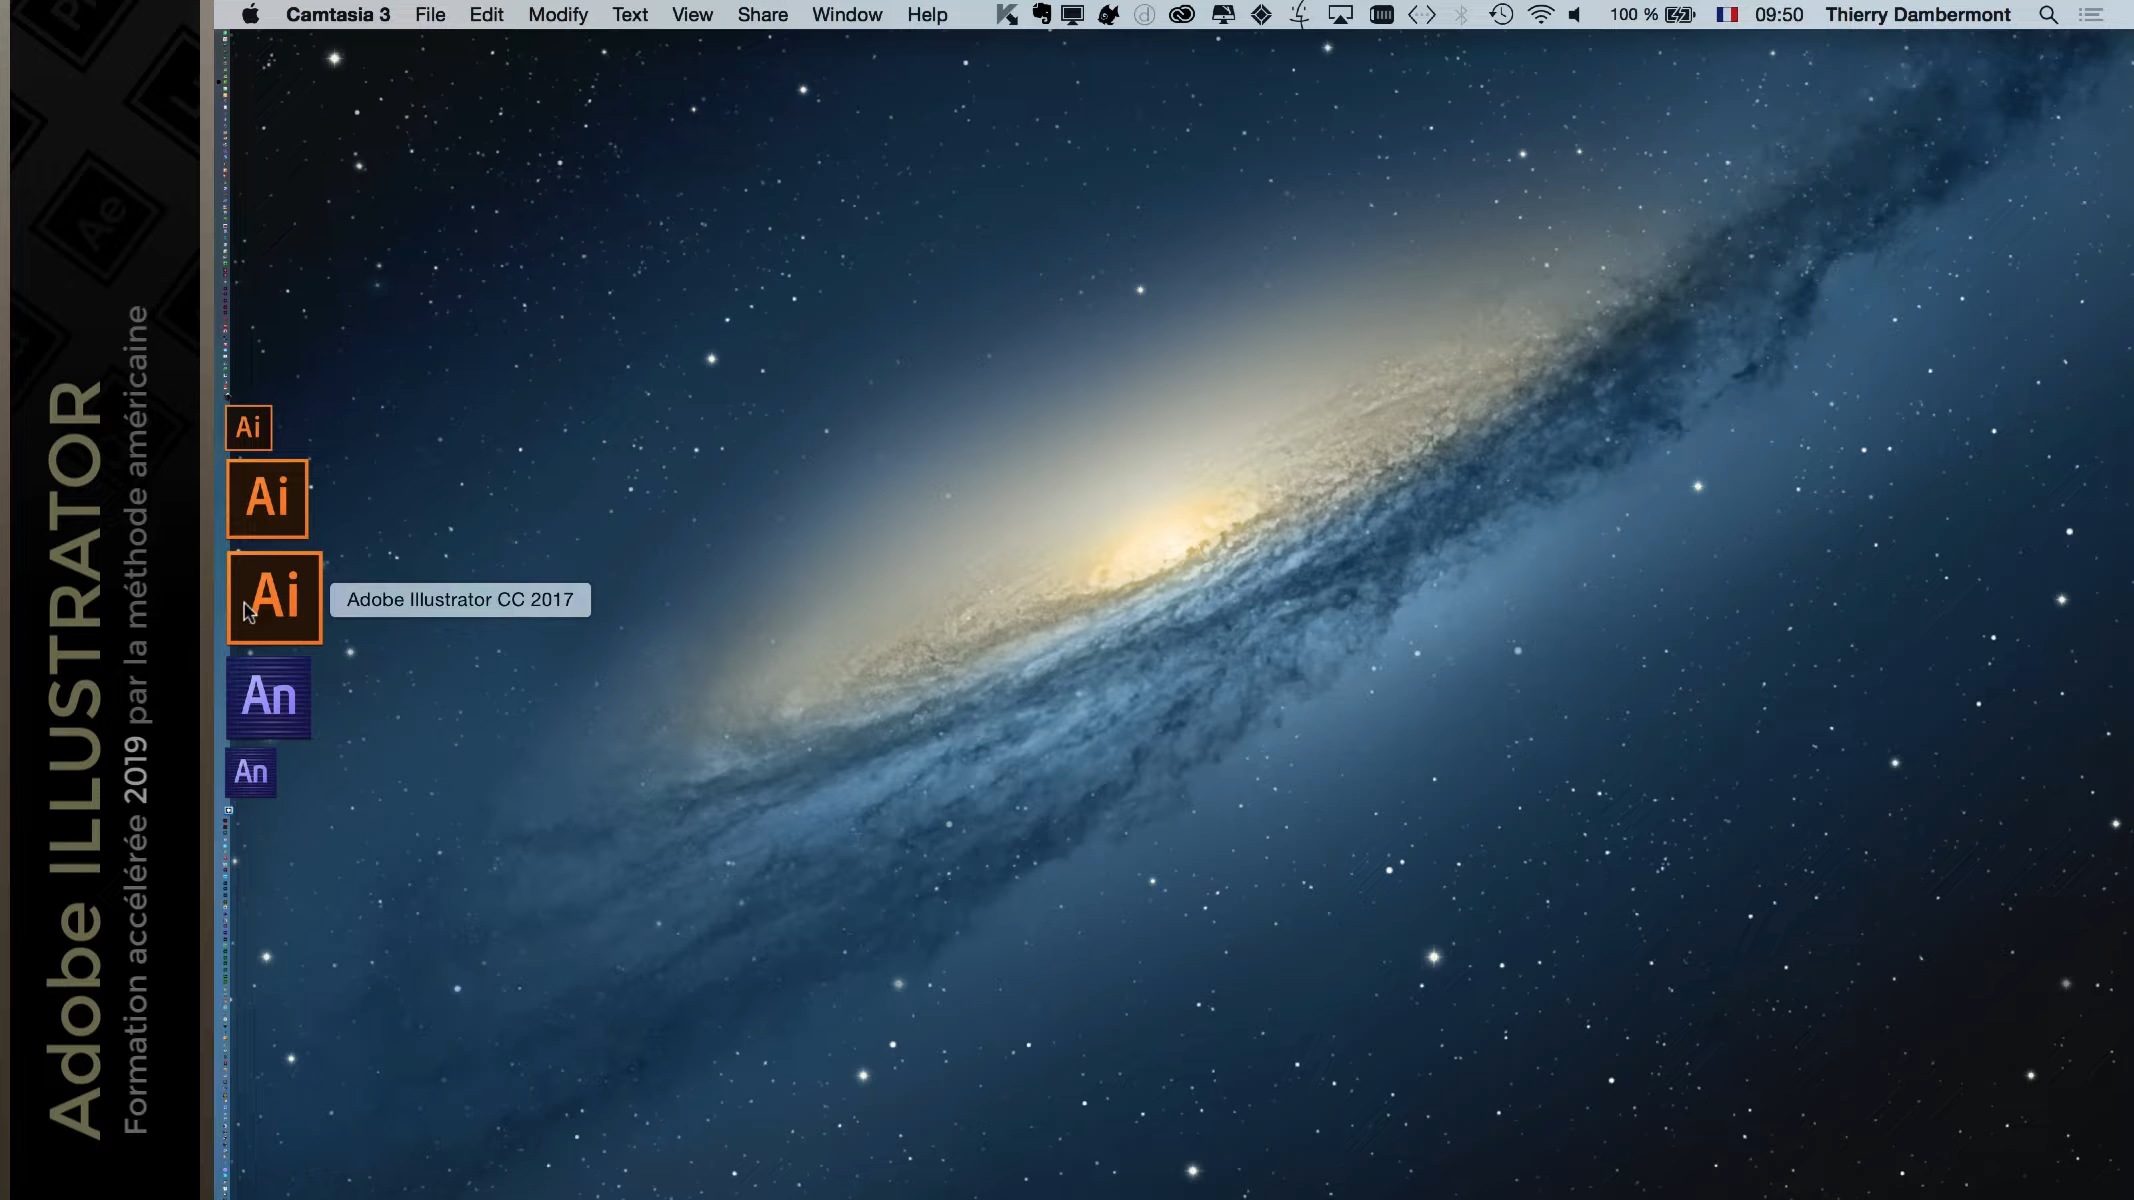 Camtasia 3 File Edit Modify Text View Share Window Help
100 % 09:50 Thierry Dambermont
Adobe ILLUSTRATOR
Formation accélérée 2019 par la méthode américaine
Ae
Ai
Ai
Ai
Adobe Illustrator CC 2017
An
An